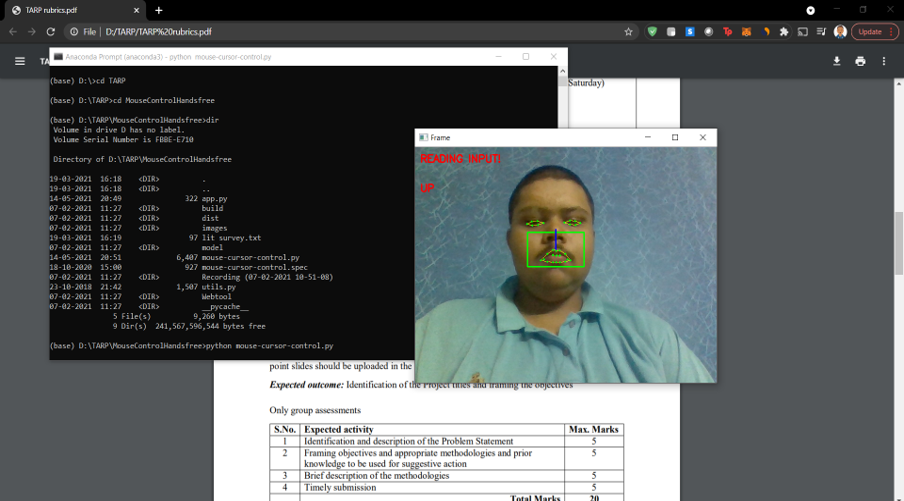 TARP rubrics.pdf
File | D:/TARP/TARP%20rubrics.pdf
Update
TA
Anaconda Prompt (anaconda3) - python mouse-cursor-control.py
(base) D:\>cd TARP
(base) D:\TARP>cd MouseControlHandsfree
(base) D:\TARP\MouseControlHandsfree>dir
Volume in drive D has no label.
Volume Serial Number is FBBE-E710
Directory of D:\TARP\MouseControlHandsfree
19-03-2021 16:18 <DIR> .
19-03-2021 16:18 <DIR> ..
14-05-2021 20:49 322 app.py
07-02-2021 11:27 <DIR> build
07-02-2021 11:27 <DIR> dist
07-02-2021 11:27 <DIR> images
19-03-2021 16:19 97 lit survey.txt
07-02-2021 11:27 <DIR> model
14-05-2021 20:51 6,407 mouse-cursor-control.py
18-10-2020 15:00 927 mouse-cursor-control.spec
07-02-2021 11:27 <DIR> Recording (07-02-2021 10-51-08)
23-10-2018 21:42 1,507 utils.py
07-02-2021 11:27 <DIR> Webtool
07-02-2021 11:27 <DIR> __pycache__
5 File(s) 9,260 bytes
9 Dir(s) 241,567,596,544 bytes free
(base) D:\TARP\MouseControlHandsfree>python mouse-cursor-control.py
Saturday)
Frame
READING INPUT!
UP
point slides should be uploaded in the
Expected outcome: Identification of the Project titles and framing the objectives
Only group assessments
S.No. Expected activity Max. Marks
1 Identification and description of the Problem Statement 5
2 Framing objectives and appropriate methodologies and prior knowledge to be used for suggestive action 5
3 Brief description of the methodologies 5
4 Timely submission 5
Total Marks 20